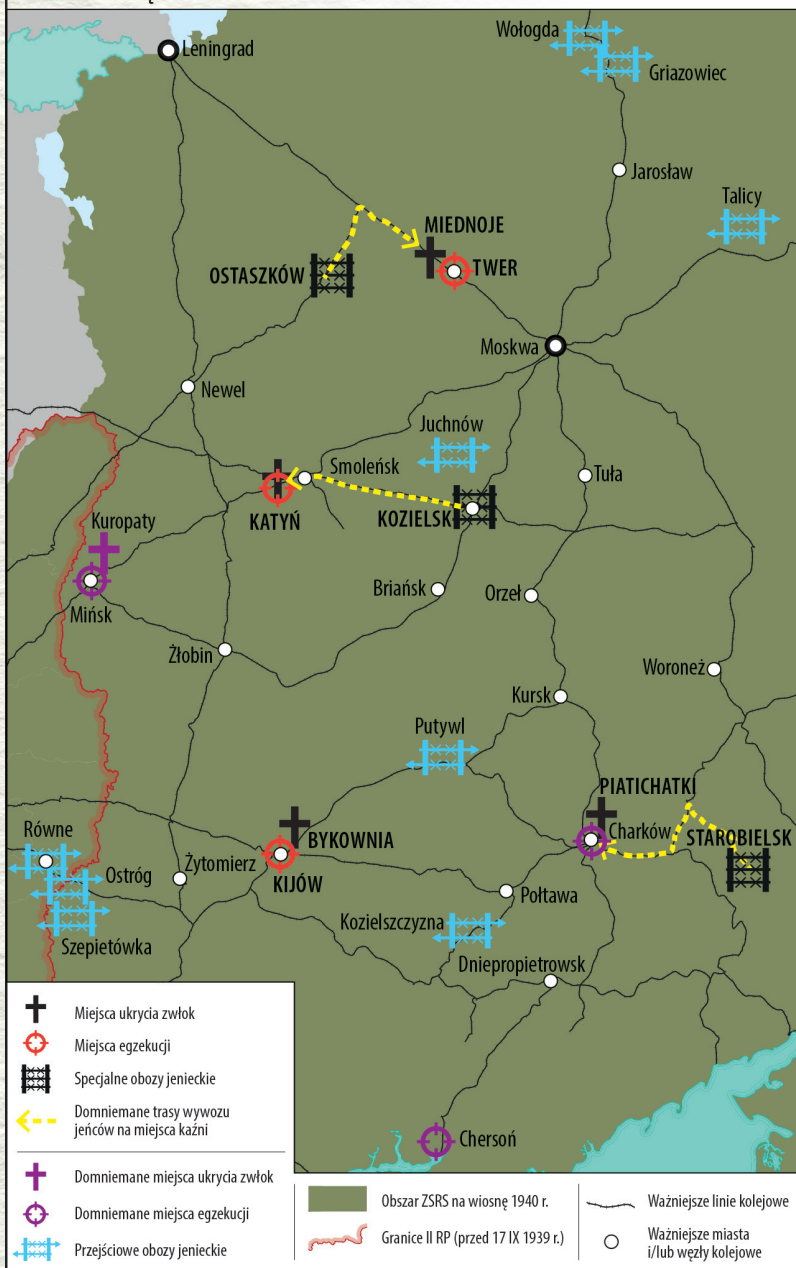 Leningrad
Wołogda
Griazowiec
Jarosław
Talicy
MIEDNOJE
OSTASZKÓW
TWER
Moskwa
Newel
Juchnów
Smoleńsk
Tuła
KATYŃ
KOZIELSK
Kuropaty
Mińsk
Briańsk
Orzeł
Żłobin
Woroneż
Kursk
Putywl
PIATICHATKI
Charków
STAROBIELSK
BYKOWNIA
KIJÓW
Równe
Ostróg
Żytomierz
Szepietówka
Połtawa
Kozielszczyzna
Dniepropietrowsk
Chersoń
Miejsca ukrycia zwłok
Miejsca egzekucji
Specjalne obozy jenieckie
Domniemane trasy wywozu
jeńców na miejsca kaźni
Domniemane miejsca ukrycia zwłok
Domniemane miejsca egzekucji
Przejściowe obozy jenieckie
Obszar ZSRS na wiosnę 1940 r.
Granice II RP (przed 17 IX 1939 r.)
Ważniejsze linie kolejowe
Ważniejsze miasta
i/lub węzły kolejowe